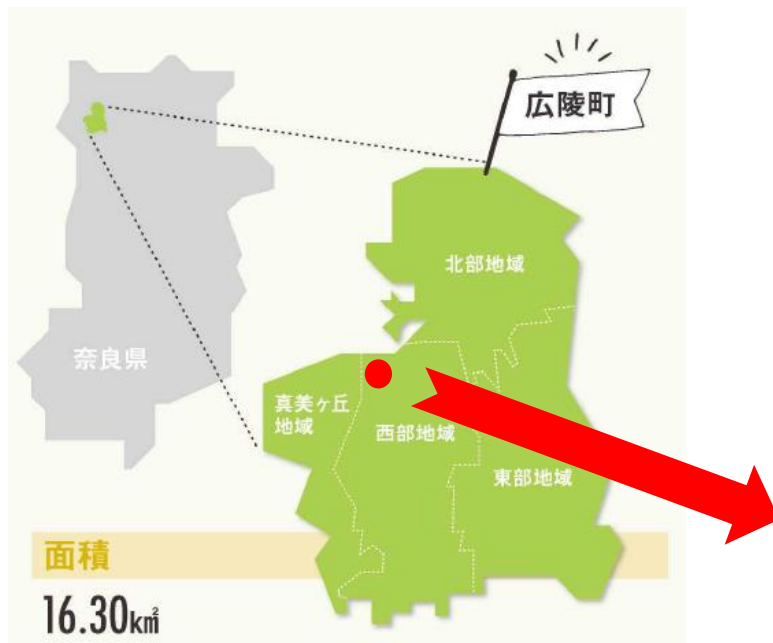 広陵町
北部地域
奈良県
真美ヶ丘
地域
西部地域
東部地域
面積
16.30k㎡